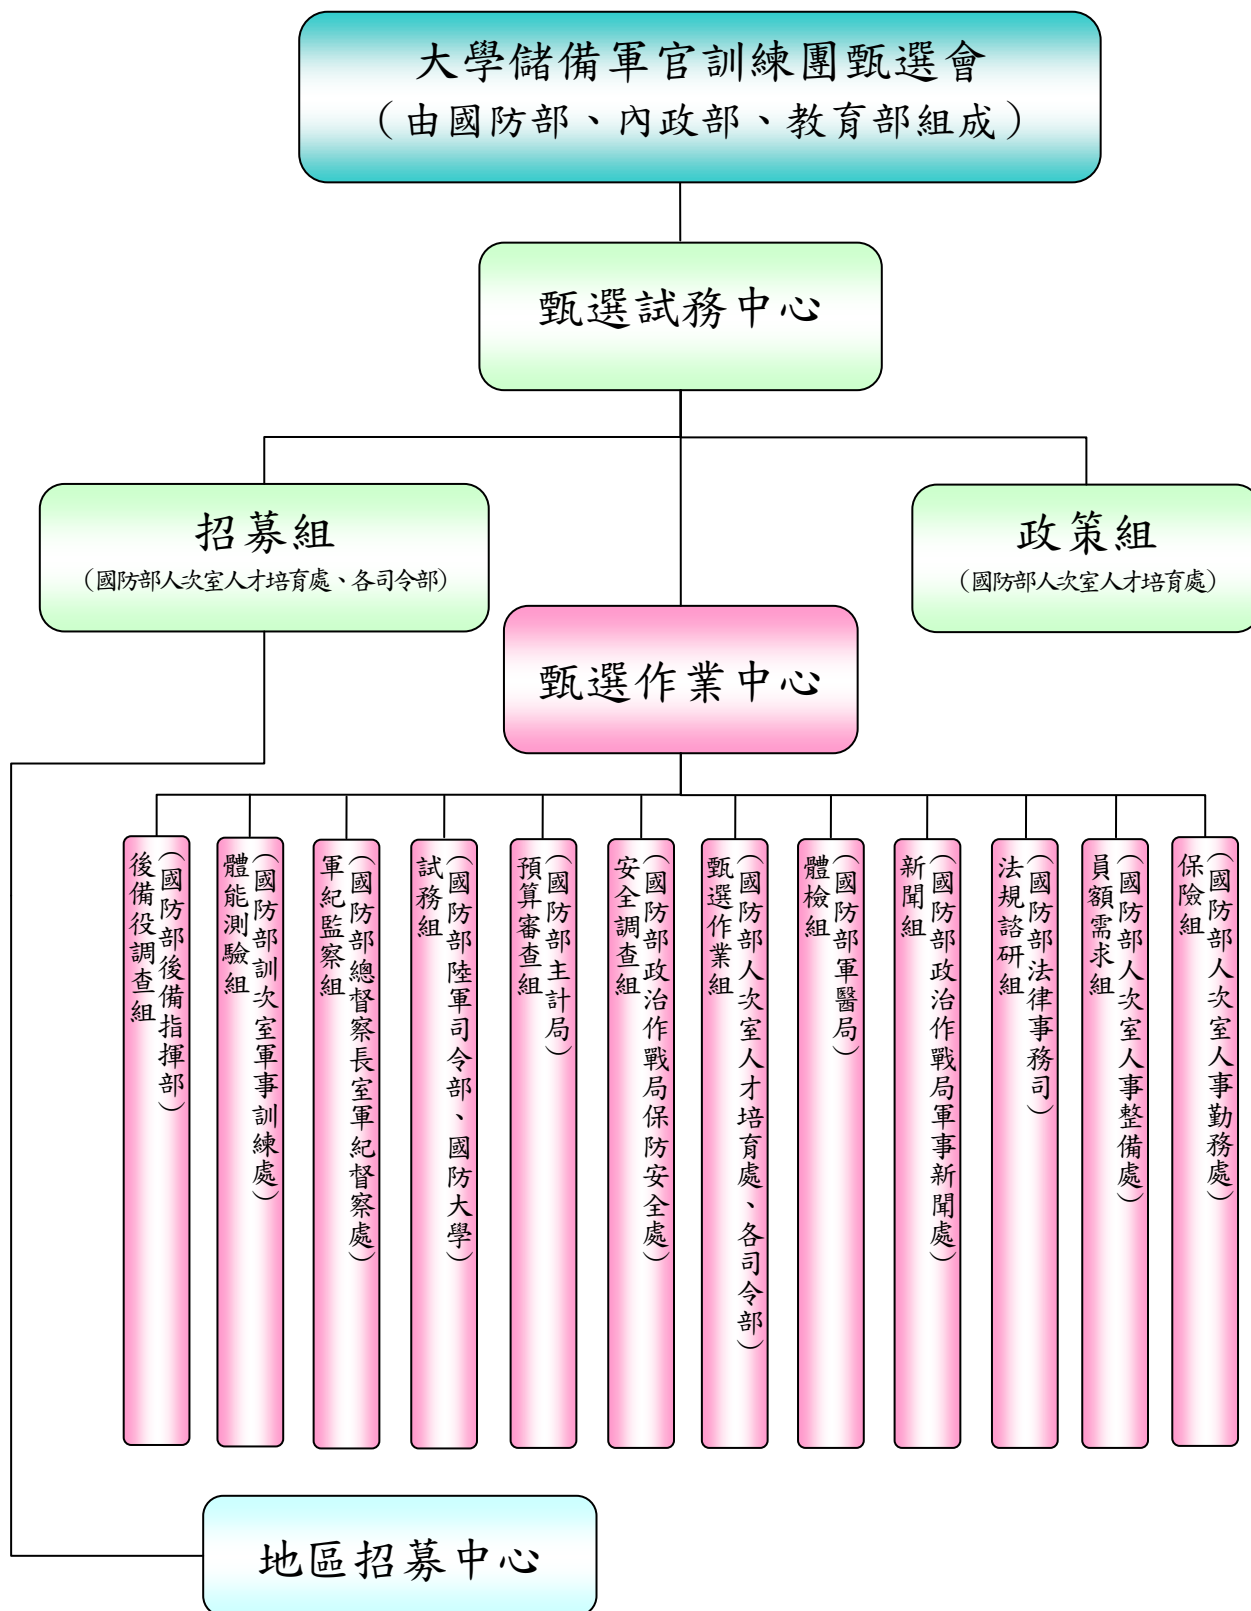 大學儲備軍官訓練團甄選會
（由國防部、內政部、教育部組成）
甄選試務中心
招募組
（國防部人次室人才培育處、各司令部）
政策組
（國防部人次室人才培育處）
甄選作業中心
後備役調查組
（國防部後備指揮部）
體能測驗組
（國防部訓次室軍事訓練處）
軍紀監察組
（國防部總督察長室軍紀督察處）
試務組
（國防部陸軍司令部、國防大學）
預算審查組
（國防部主計局）
安全調查組
（國防部政治作戰局保防安全處）
甄選作業組
（國防部人次室人才培育處、各司令部）
體檢組
（國防部軍醫局）
新聞組
（國防部政治作戰局軍事新聞處）
法規諮研組
（國防部法律事務司）
員額需求組
（國防部人次室人事整備處）
保險組
（國防部人次室人事勤務處）
地區招募中心